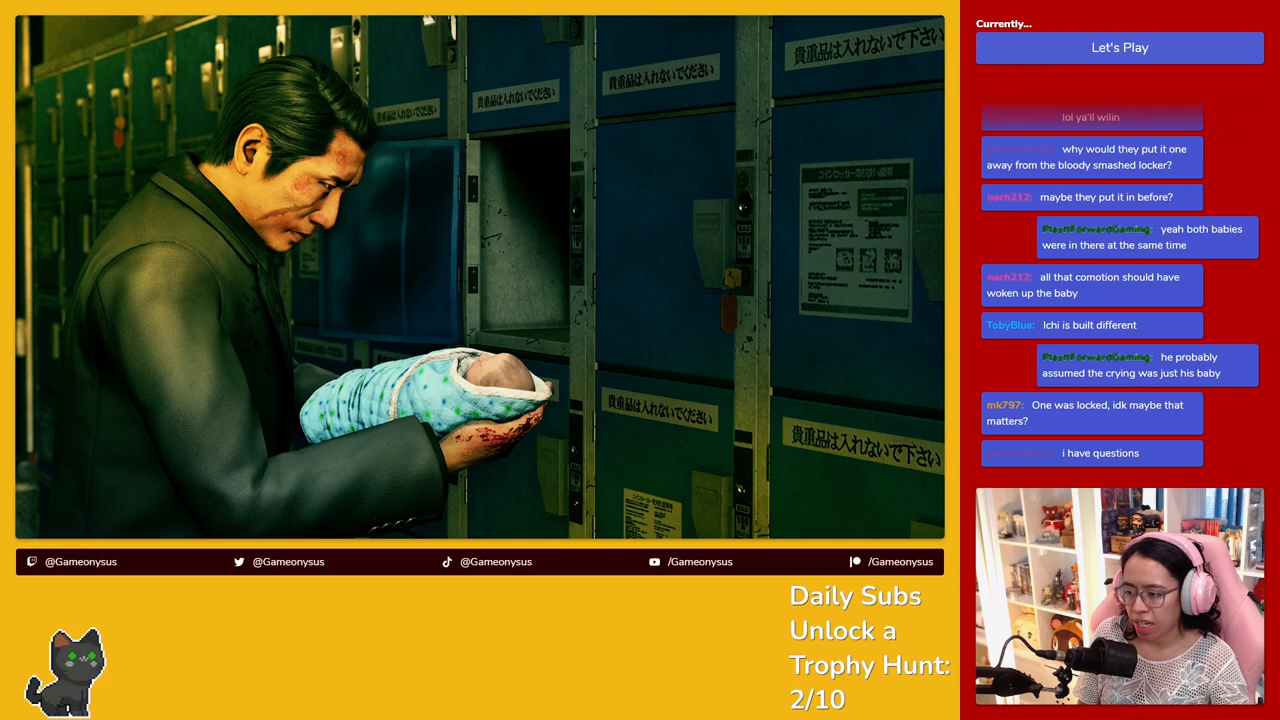 Currently...
Let's Play
lol ya'll wilin
why would they put it one
away from the bloody smashed locker?
nach212: maybe they put it in before?
PlayItForwardGaming: yeah both babies
were in there at the same time
nach212: all that comotion should have
woken up the baby
TobyBlue: Ichi is built different
PlayItForwardGaming: he probably
assumed the crying was just his baby
mk797: One was locked, idk maybe that
matters?
i have questions
貴重品は入れないでください
貴重品は入れないでください
貴重品は入れないでください
貴重品は入れないで下さい
貴重品は入れないでください
貴重品は入れないで下さい
@Gameonysus
@Gameonysus
@Gameonysus
/Gameonysus
/Gameonysus
Daily Subs
Unlock a
Trophy Hunt:
2/10